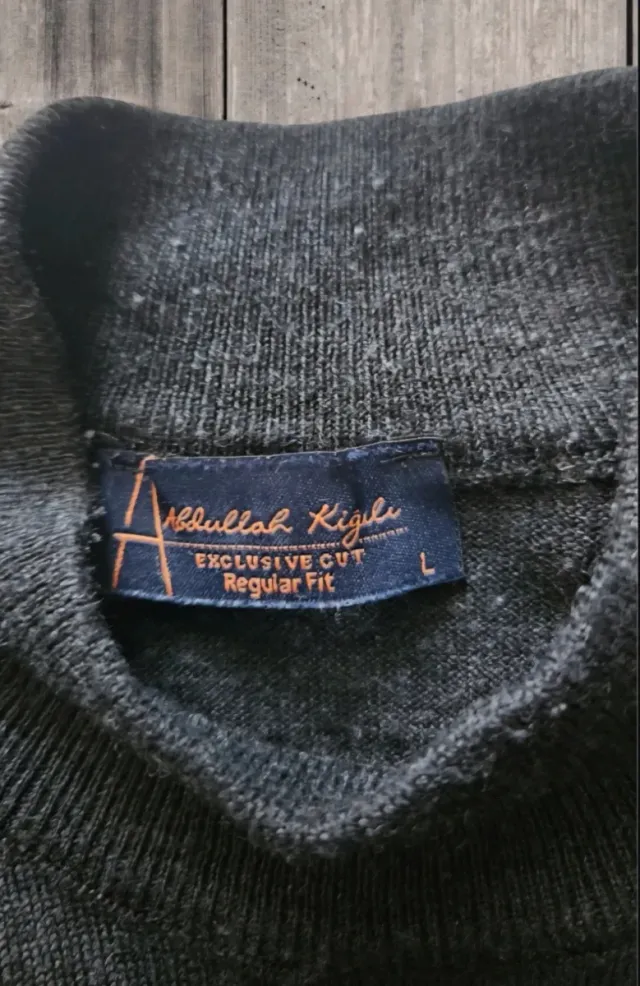 A Abdullah Kiğılı
EXCLUSIVE CUT
Regular Fit
L